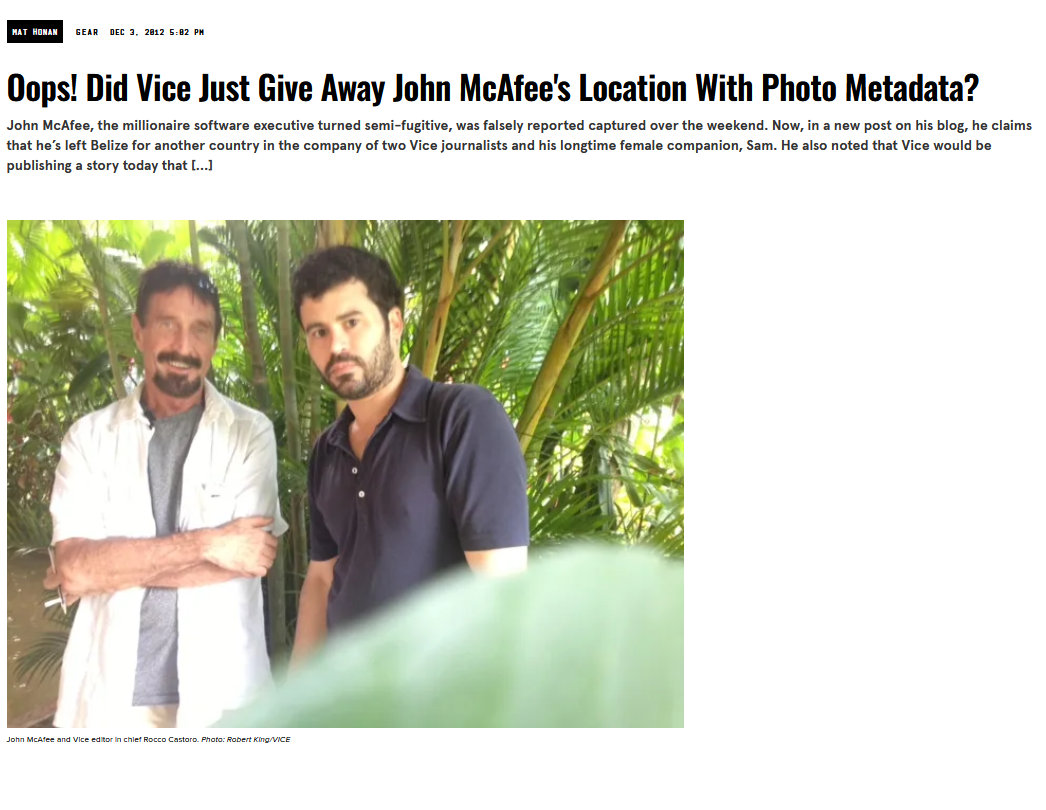 MAT HONAN GEAR DEC 3, 2012 5:02 PM
Oops! Did Vice Just Give Away John McAfee's Location With Photo Metadata?
John McAfee, the millionaire software executive turned semi-fugitive, was falsely reported captured over the weekend. Now, in a new post on his blog, he claims
that he's left Belize for another country in the company of two Vice journalists and his longtime female companion, Sam. He also noted that Vice would be
publishing a story today that [...]
John McAfee and Vice editor in chief Rocco Castoro. Photo: Robert King/VICE